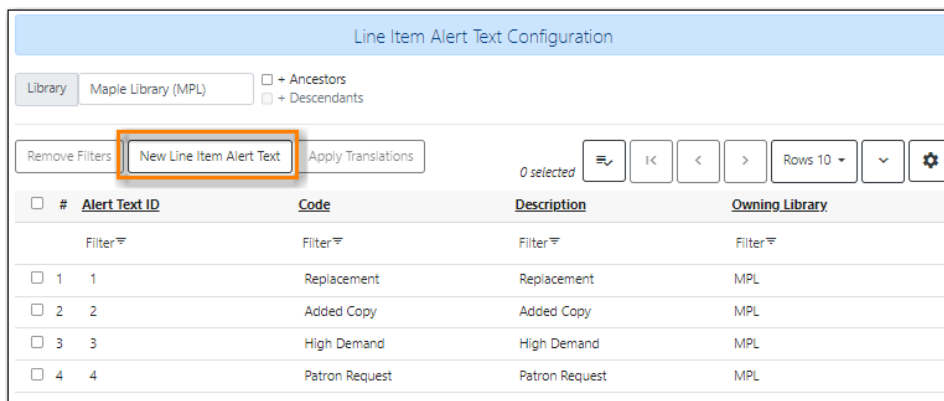 Line Item Alert Text Configuration
Library Maple Library (MPL) + Ancestors
+ Descendants
Remove Filters New Line Item Alert Text Apply Translations 0 selected Rows 10
# Alert Text ID Code Description Owning Library
Filter Filter Filter Filter
1 1 Replacement Replacement MPL
2 2 Added Copy Added Copy MPL
3 3 High Demand High Demand MPL
4 4 Patron Request Patron Request MPL